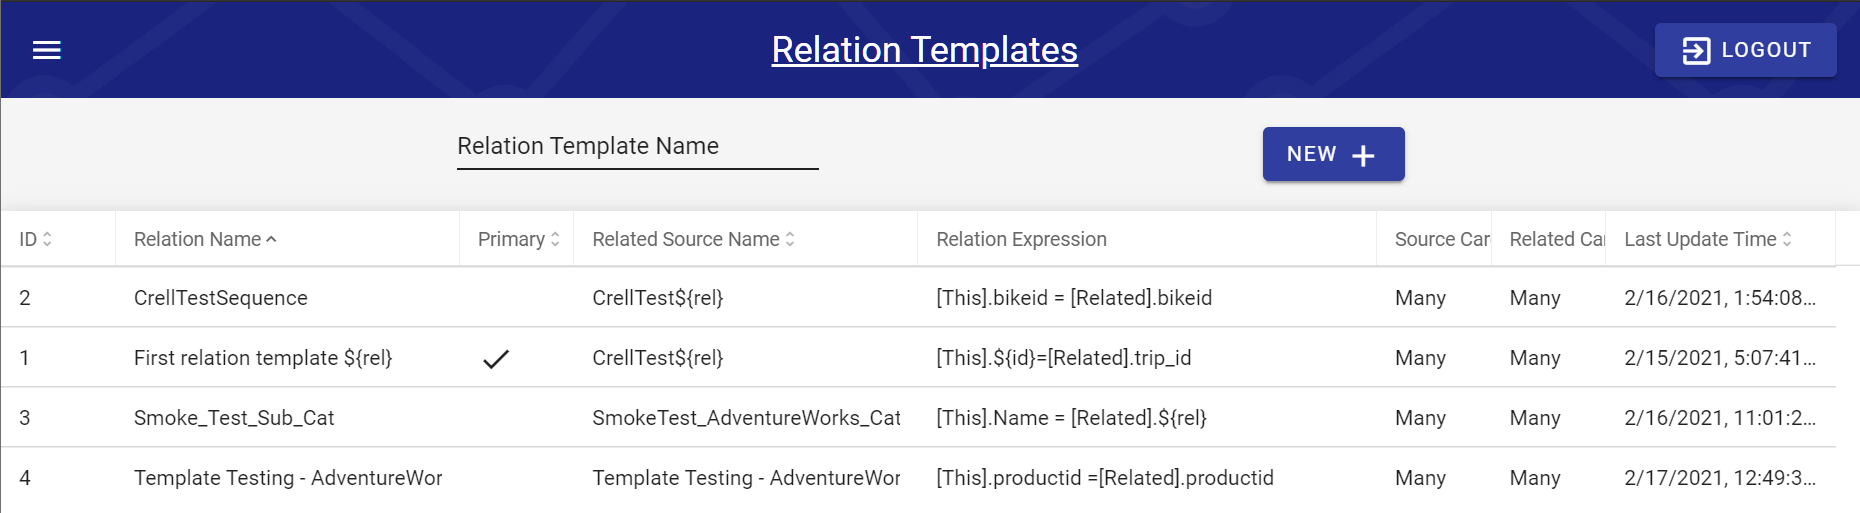 Relation Templates
LOGOUT
Relation Template Name
NEW
ID Relation Name Primary Related Source Name Relation Expression Source Car Related Car Last Update Time
2 CrellTestSequence CrellTest${rel} [This].bikeid = [Related].bikeid Many Many 2/16/2021, 1:54:08...
1 First relation template ${rel} CrellTest${rel} [This].${id}=[Related].trip_id Many Many 2/15/2021, 5:07:41...
3 Smoke_Test_Sub_Cat SmokeTest_AdventureWorks_Cat [This].Name = [Related].${rel} Many Many 2/16/2021, 11:01:2...
4 Template Testing - AdventureWor Template Testing - AdventureWor [This].productid =[Related].productid Many Many 2/17/2021, 12:49:3...